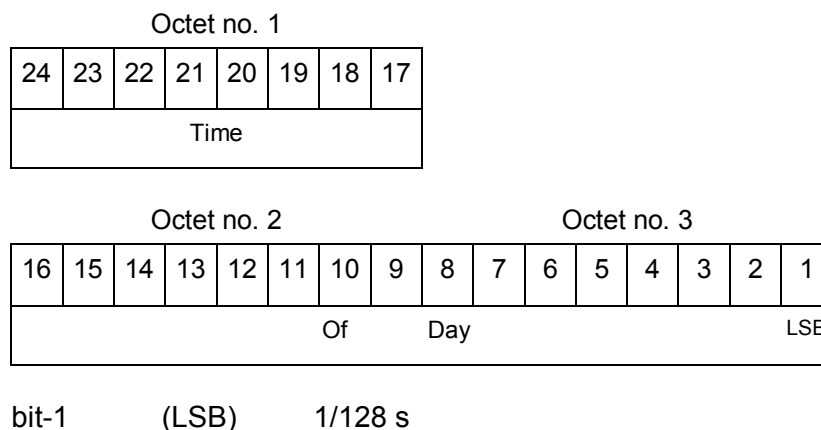 Octet no. 1
24 23 22 21 20 19 18 17
Time
Octet no. 2 Octet no. 3
16 15 14 13 12 11 10 9 8 7 6 5 4 3 2 1
Of Day LSB
bit-1 (LSB) 1/128 s